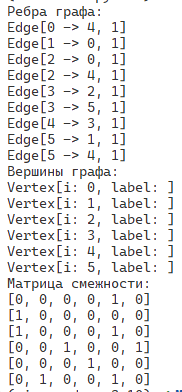 Ребра графа:
Edge[0 -> 4, 1]
Edge[1 -> 0, 1]
Edge[2 -> 0, 1]
Edge[2 -> 4, 1]
Edge[3 -> 2, 1]
Edge[3 -> 5, 1]
Edge[4 -> 3, 1]
Edge[5 -> 1, 1]
Edge[5 -> 4, 1]
Вершины графа:
Vertex[i: 0, label: ]
Vertex[i: 1, label: ]
Vertex[i: 2, label: ]
Vertex[i: 3, label: ]
Vertex[i: 4, label: ]
Vertex[i: 5, label: ]
Матрица смежности:
[0, 0, 0, 0, 1, 0]
[1, 0, 0, 0, 0, 0]
[1, 0, 0, 0, 1, 0]
[0, 0, 1, 0, 0, 1]
[0, 0, 0, 1, 0, 0]
[0, 1, 0, 0, 1, 0]